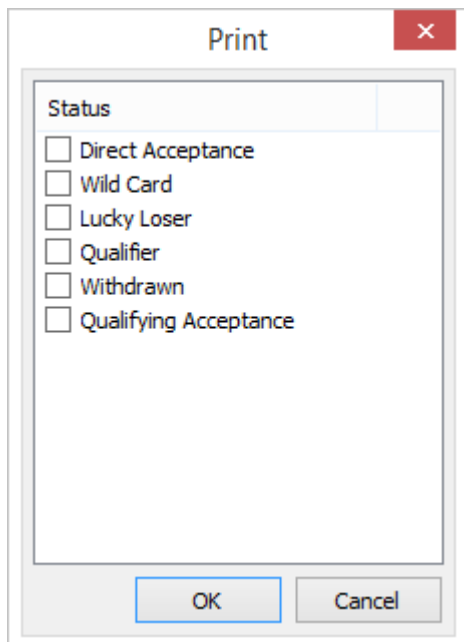 Print
Status
Direct Acceptance
Wild Card
Lucky Loser
Qualifier
Withdrawn
Qualifying Acceptance
OK Cancel